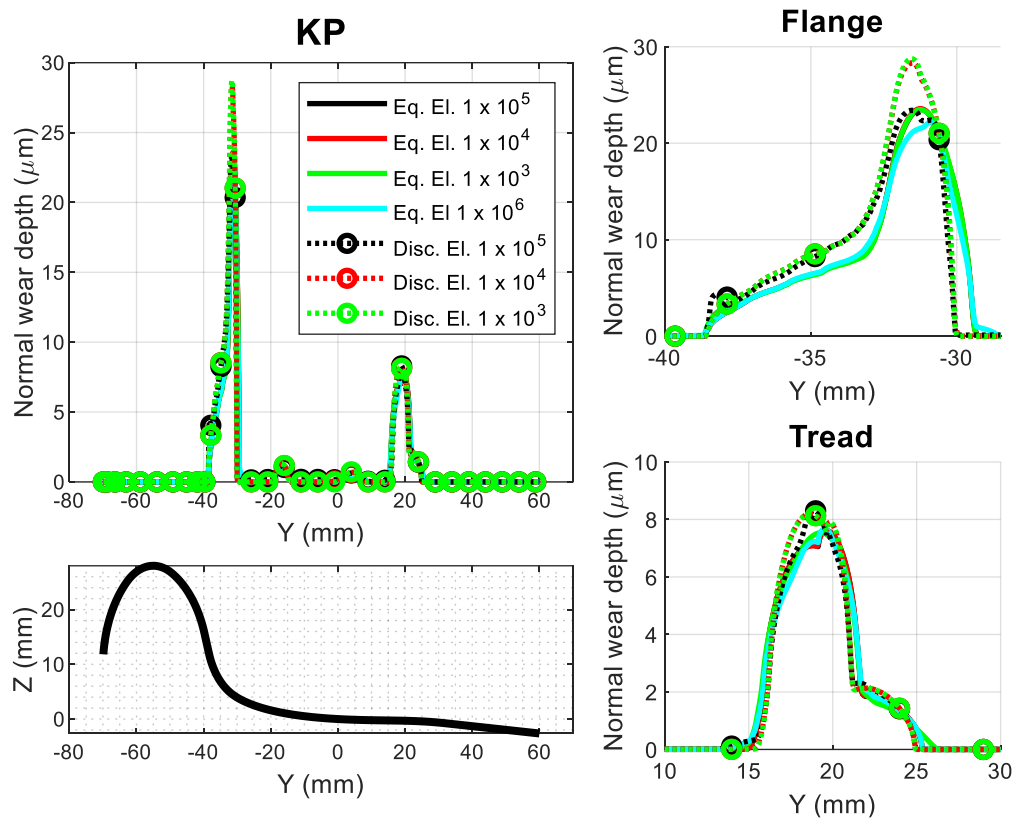 KP
Normal wear depth (μm)
30
25
20
15
10
5
0
-80 -60 -40 -20 0 20 40 60
Y (mm)
Eq. El. 1 x 10^5
Eq. El. 1 x 10^4
Eq. El. 1 x 10^3
Eq. El 1 x 10^6
Disc. El. 1 x 10^5
Disc. El. 1 x 10^4
Disc. El. 1 x 10^3
Z (mm)
20
10
0
-80 -60 -40 -20 0 20 40 60
Y (mm)
Flange
Normal wear depth (μm)
30
20
10
0
-40 -35 -30
Y (mm)
Tread
Normal wear depth (μm)
10
8
6
4
2
0
10 15 20 25 30
Y (mm)